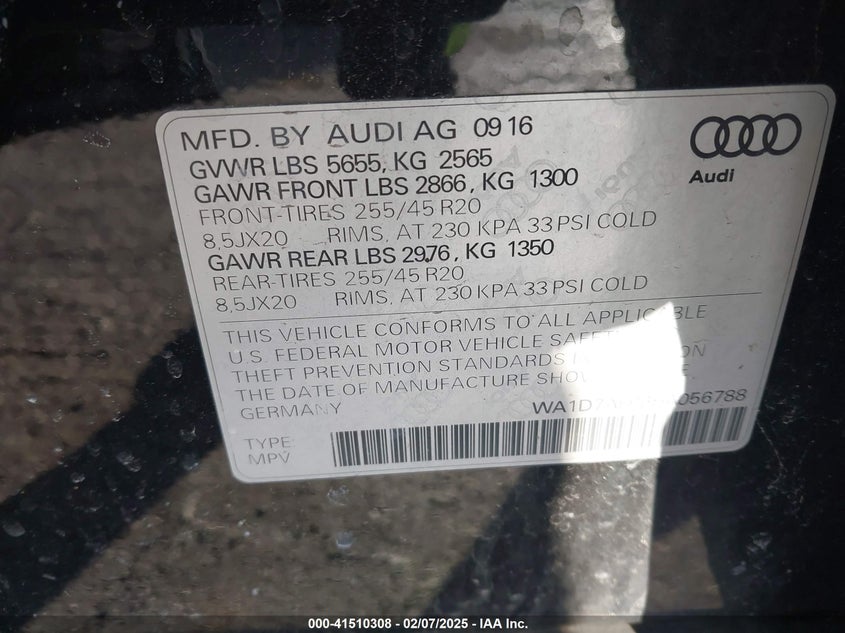 MFD. BY AUDI AG 09 16
GVWR LBS 5655, KG 2565
GAWR FRONT LBS 2866, KG 1300
FRONT-TIRES 255/45 R20
8,5JX20 RIMS, AT 230 KPA 33 PSI COLD
GAWR REAR LBS 2976, KG 1350
REAR-TIRES 255/45 R20
8,5JX20 RIMS, AT 230 KPA 33 PSI COLD
Audi
THIS VEHICLE CONFORMS TO ALL APPLICABLE
U.S. FEDERAL MOTOR VEHICLE
THEFT PREVENTION STANDARDS
THE DATE OF MANUFACTURE
GERMANY
TYPE
MPV
000-41510308 - 02/07/2025 - IAA Inc.